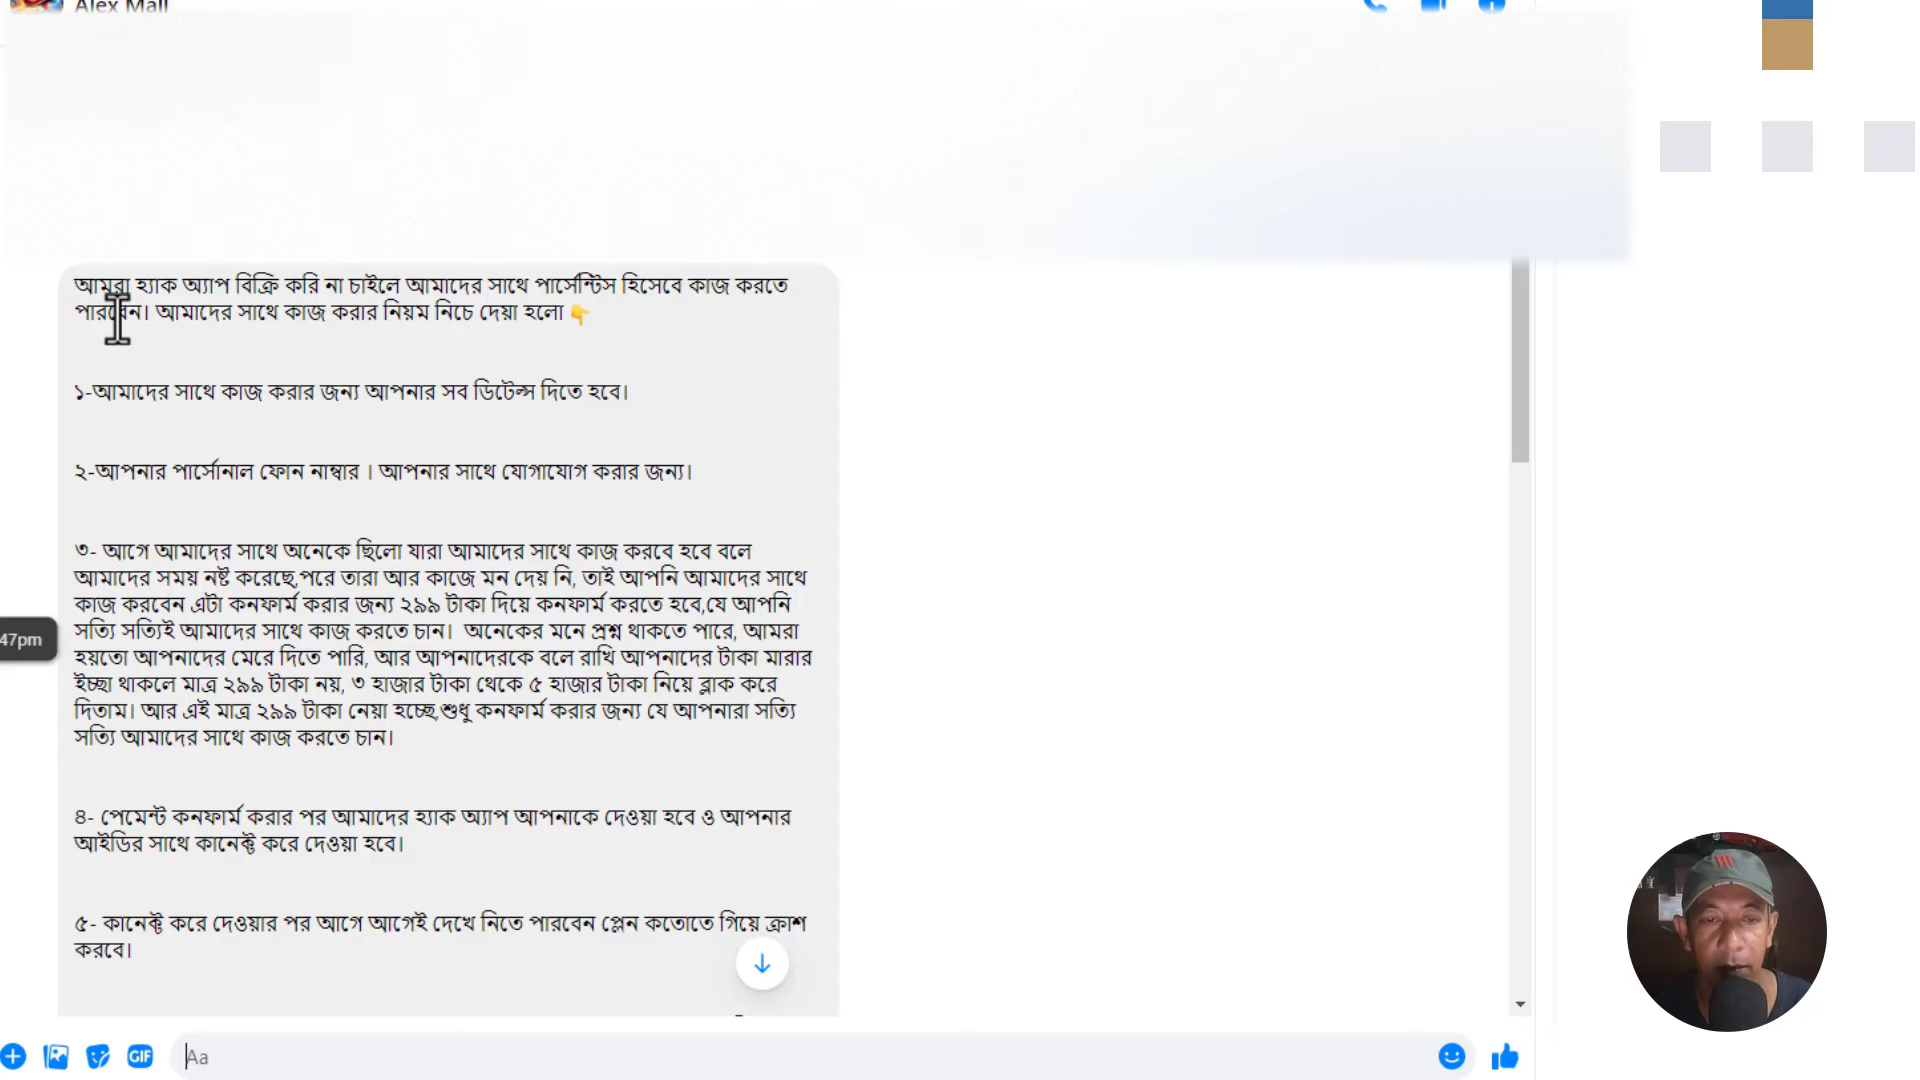 Alex Mall
আমরা হ্যাক অ্যাপ বিক্রি করি না চাইলে আমাদের সাথে পার্সেন্টিস হিসেবে কাজ করতে
পারবেন। আমাদের সাথে কাজ করার নিয়ম নিচে দেয়া হলো 👇
১-আমাদের সাথে কাজ করার জন্য আপনার সব ডিটেল্স দিতে হবে।
২-আপনার পার্সোনাল ফোন নাম্বার । আপনার সাথে যোগাযোগ করার জন্য।
৩- আগে আমাদের সাথে অনেকে ছিলো যারা আমাদের সাথে কাজ করবে হবে বলে
আমাদের সময় নষ্ট করেছে,পরে তারা আর কাজে মন দেয় নি, তাই আপনি আমাদের সাথে
কাজ করবেন এটা কনফার্ম করার জন্য ২৯৯ টাকা দিয়ে কনফার্ম করতে হবে,যে আপনি
সত্যি সত্যিই আমাদের সাথে কাজ করতে চান। অনেকের মনে প্রশ্ন থাকতে পারে, আমরা
হয়তো আপনাদের মেরে দিতে পারি, আর আপনাদেরকে বলে রাখি আপনাদের টাকা মারার
ইচ্ছা থাকলে মাত্র ২৯৯ টাকা নয়, ৩ হাজার টাকা থেকে ৫ হাজার টাকা নিয়ে ব্লাক করে
দিতাম। আর এই মাত্র ২৯৯ টাকা নেয়া হচ্ছে,শুধু কনফার্ম করার জন্য যে আপনারা সত্যি
সত্যি আমাদের সাথে কাজ করতে চান।
47pm
৪- পেমেন্ট কনফার্ম করার পর আমাদের হ্যাক অ্যাপ আপনাকে দেওয়া হবে ও আপনার
আইডির সাথে কানেক্ট করে দেওয়া হবে।
৫- কানেক্ট করে দেওয়ার পর আগে আগেই দেখে নিতে পারবেন প্লেন কতোতে গিয়ে ক্রাশ
করবে।
GIF
Aa